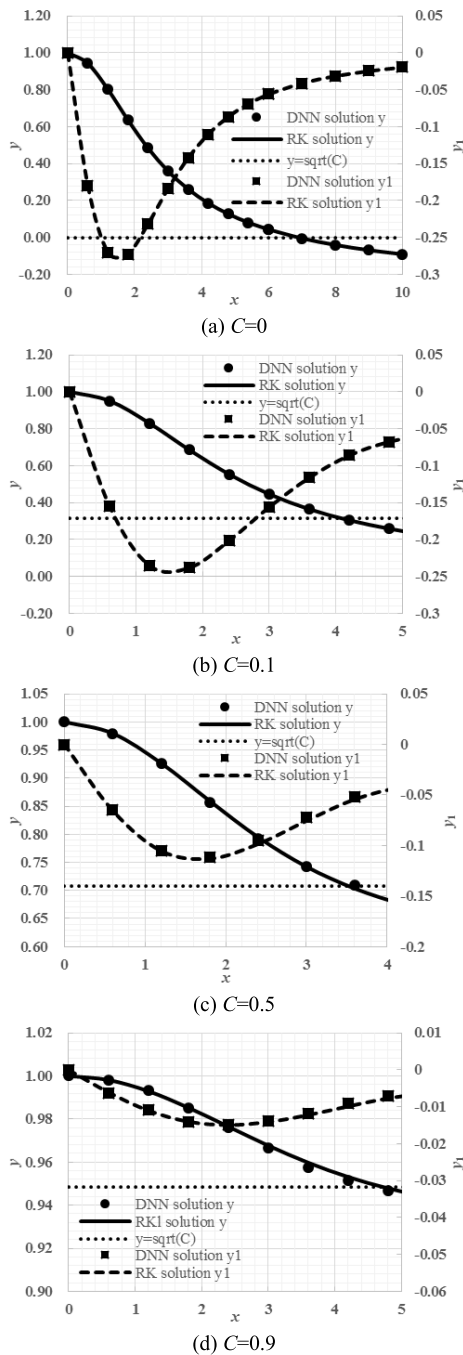 1.20
1.00
0.80
0.60
0.40
0.20
0.00
-0.20
y
0.05
0
-0.05
-0.1
-0.15
-0.2
-0.25
-0.3
y1
DNN solution y
RK solution y
y=sqrt(C)
DNN solution y1
RK solution y1
0 2 4 6 8 10
x
(a) C=0
1.20
1.00
0.80
0.60
0.40
0.20
0.00
-0.20
y
0.05
0
-0.05
-0.1
-0.15
-0.2
-0.25
-0.3
y1
DNN solution y
RK solution y
y=sqrt(C)
DNN solution y1
RK solution y1
0 1 2 3 4 5
x
(b) C=0.1
1.05
1.00
0.95
0.90
0.85
0.80
0.75
0.70
0.65
0.60
y
0.05
0
-0.05
-0.1
-0.15
-0.2
y1
DNN solution y
RK solution y
y=sqrt(C)
DNN solution y1
RK solution y1
0 1 2 3 4
x
(c) C=0.5
1.02
1.00
0.98
0.96
0.94
0.92
0.90
y
0.01
0
-0.01
-0.02
-0.03
-0.04
-0.05
-0.06
y1
DNN solution y
RKl solution y
y=sqrt(C)
DNN solution y1
RK solution y1
0 1 2 3 4 5
x
(d) C=0.9